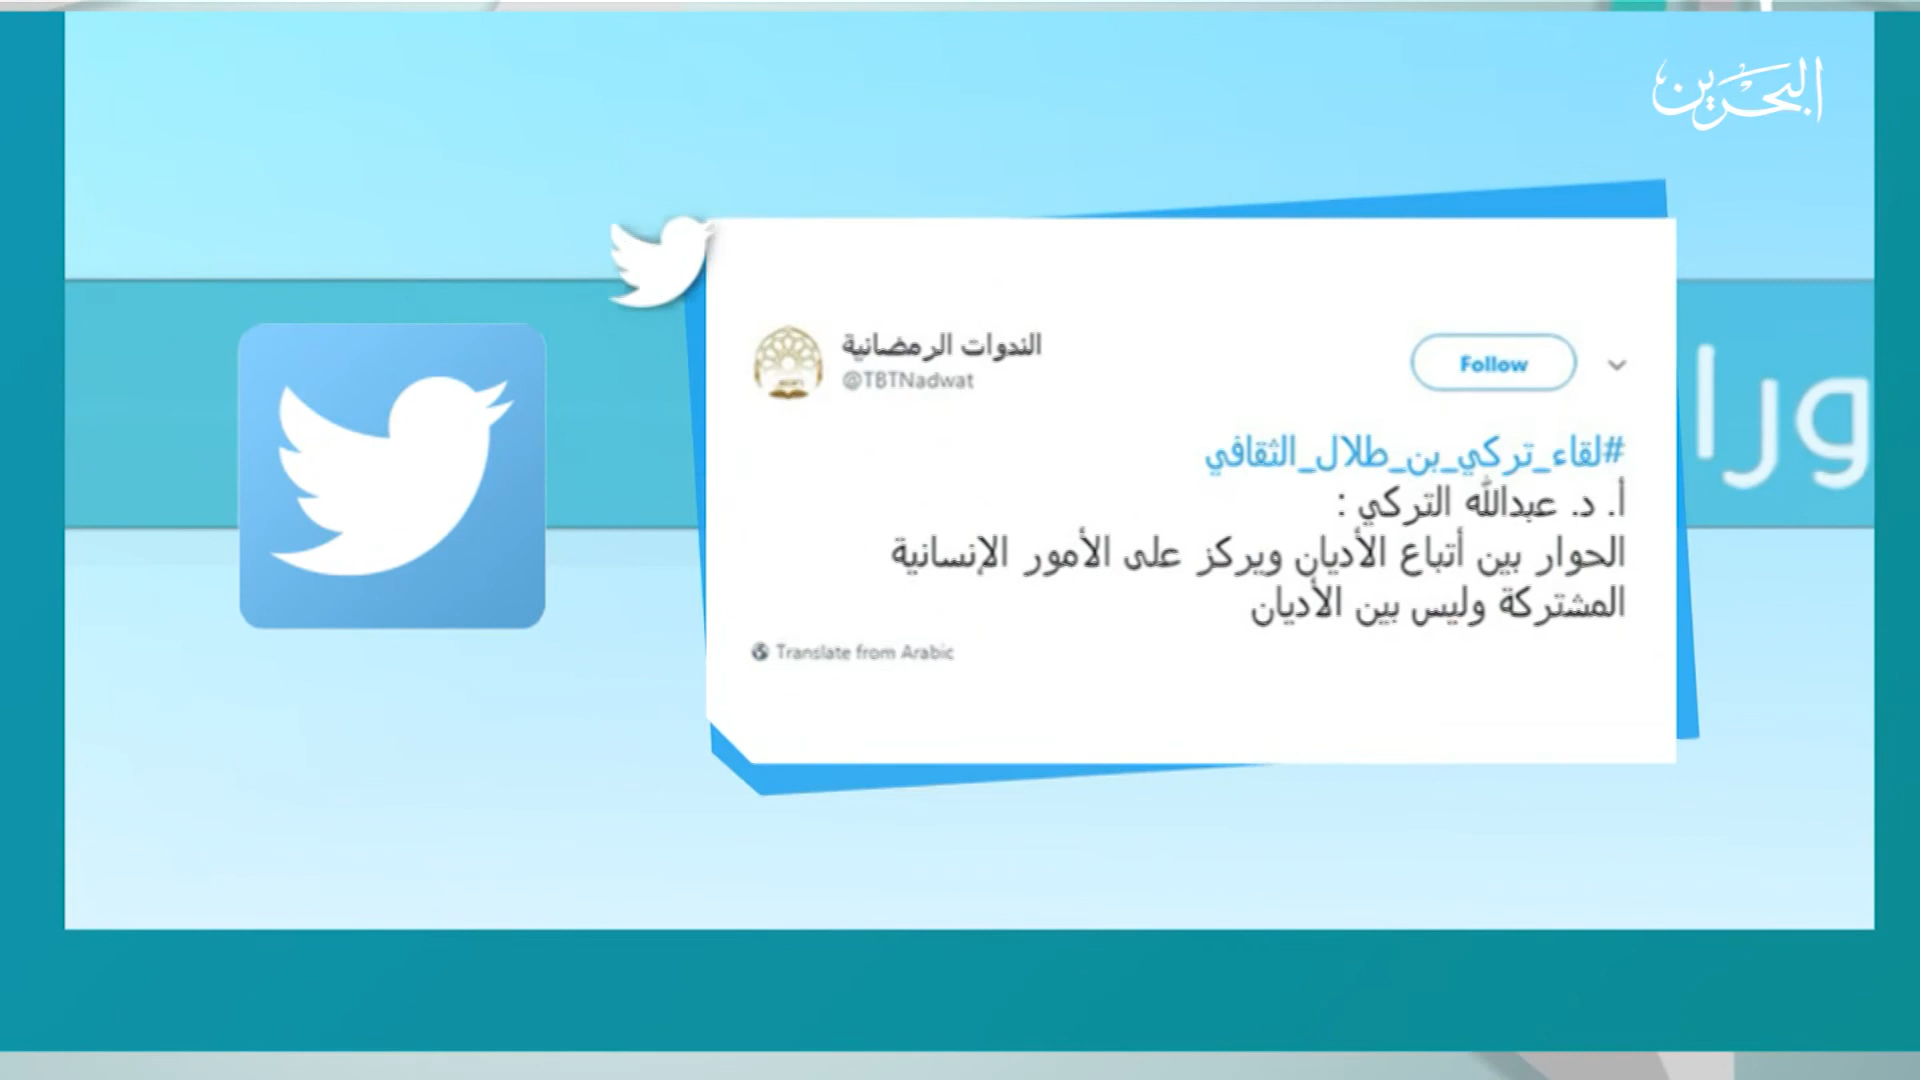 البحرين
الندوات الرمضانية
@TBTNadwat
Follow
#لقاء_تركي_بن_طلال_الثقافي
أ. د. عبدالله التركي :
الحوار بين أتباع الأديان ويركز على الأمور الإنسانية
المشتركة وليس بين الأديان
Translate from Arabic